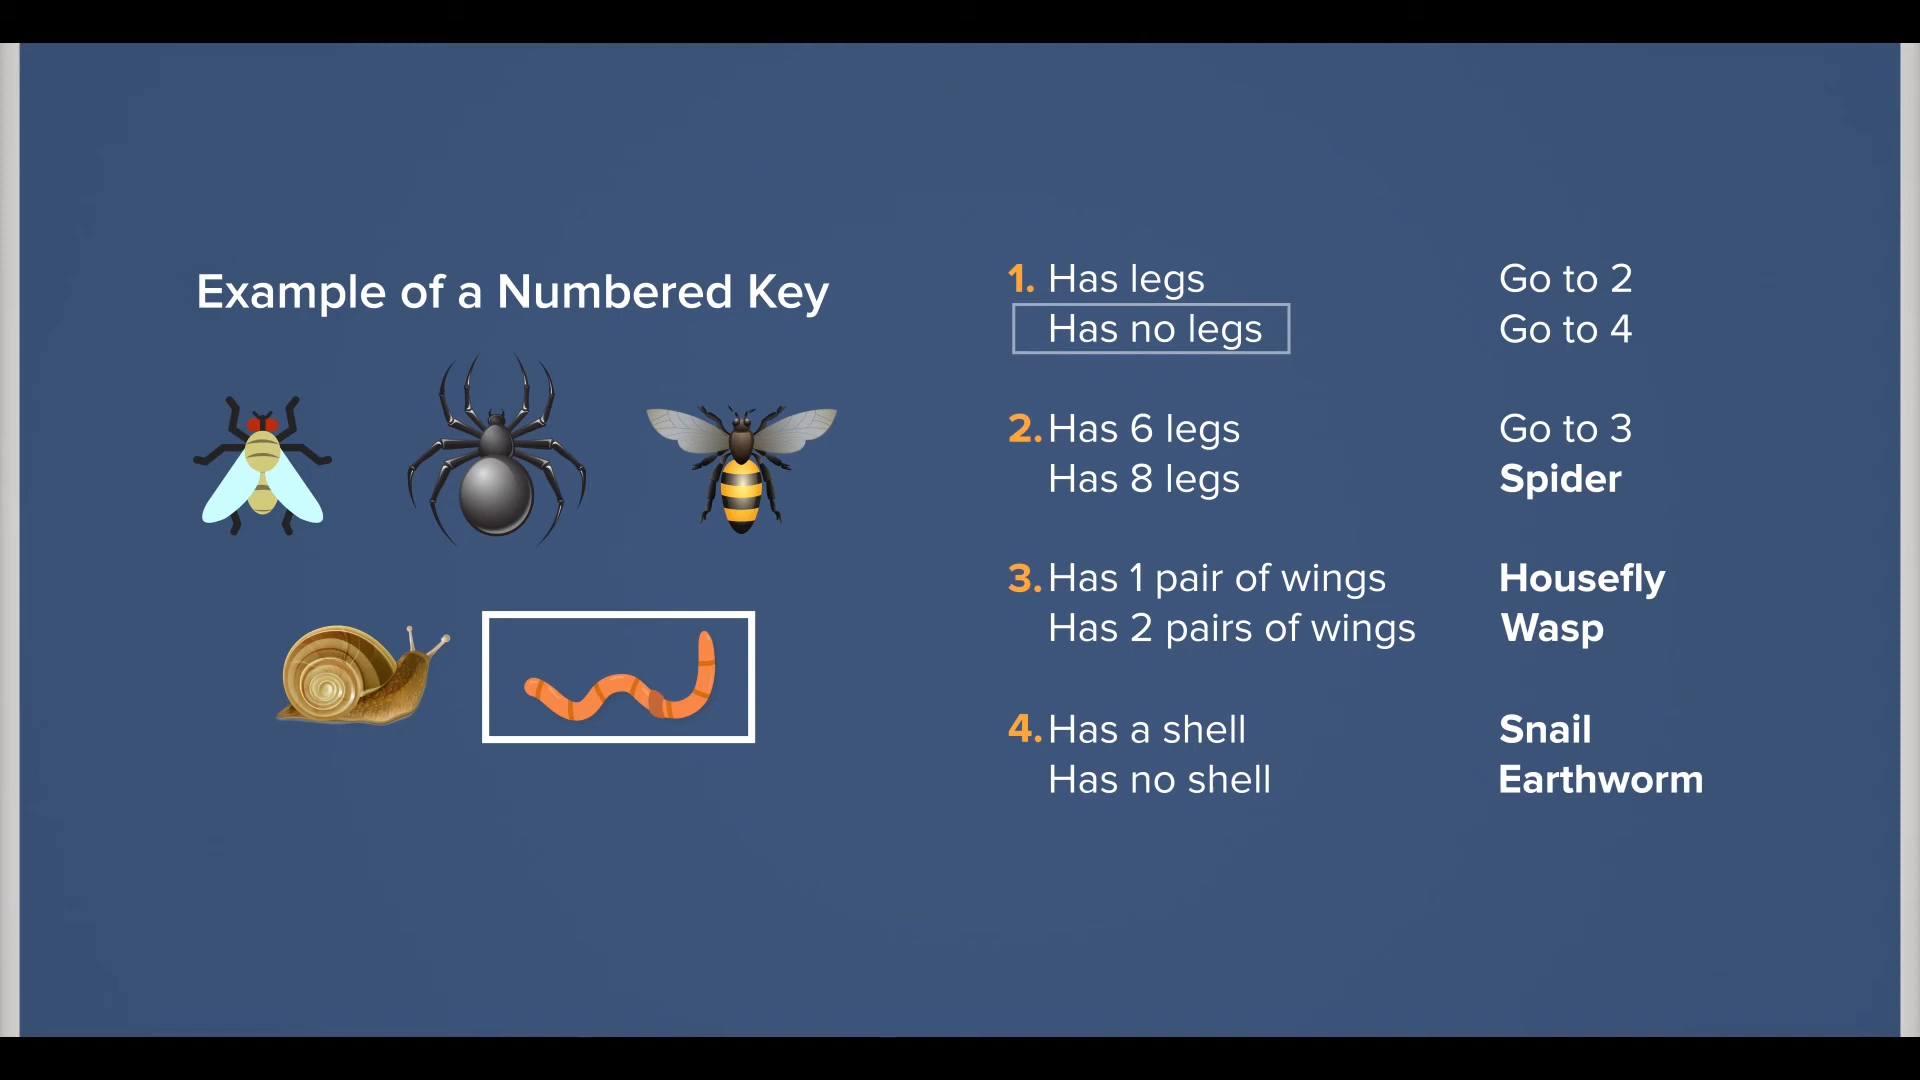 Example of a Numbered Key
1. Has legs Go to 2
Has no legs Go to 4
2. Has 6 legs Go to 3
Has 8 legs Spider
3. Has 1 pair of wings Housefly
Has 2 pairs of wings Wasp
4. Has a shell Snail
Has no shell Earthworm